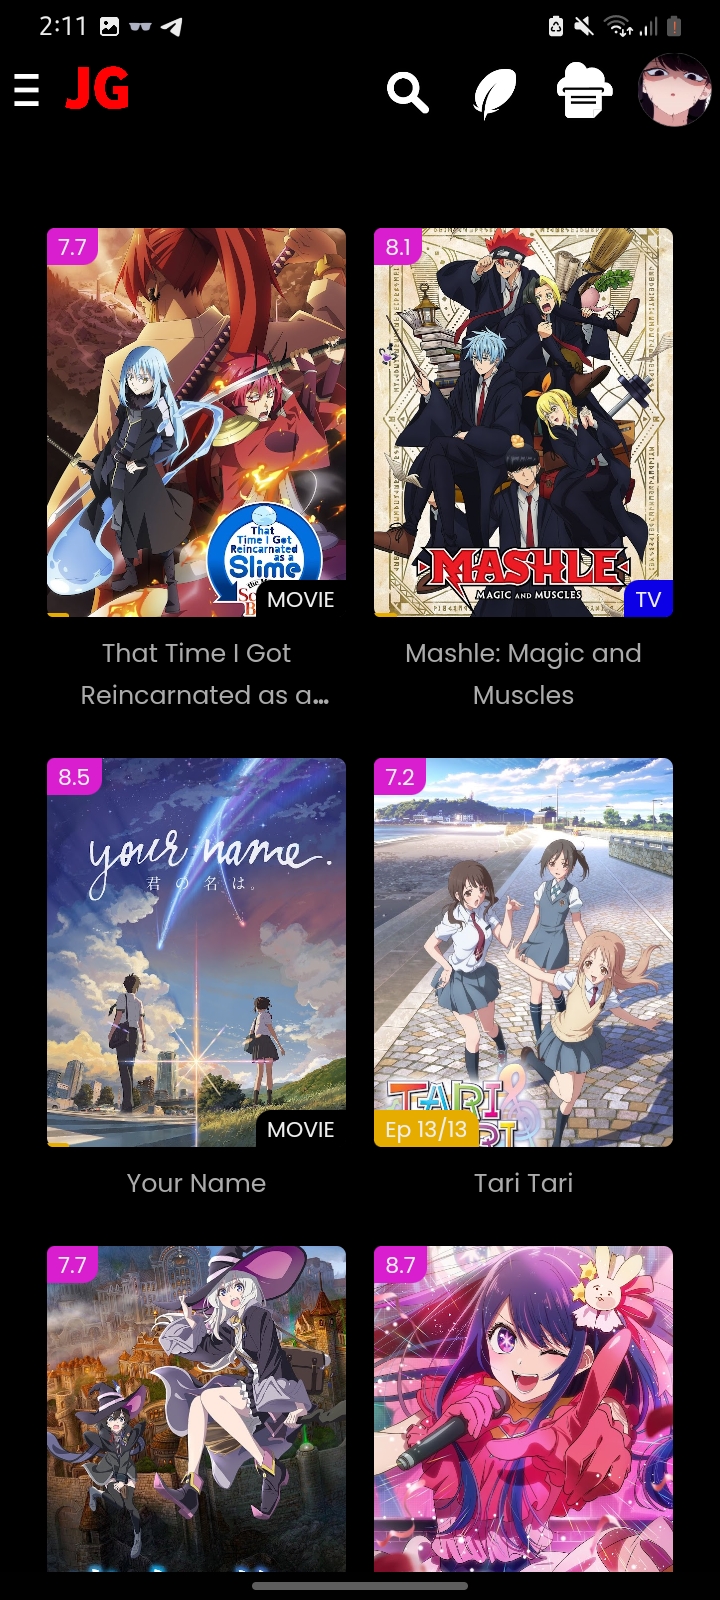 2:11
JG
7.7
8.1
That
Time I Got
Reincarnated
as a
Slime
the
MOVIE
MASHLE
MAGIC AND MUSCLES
TV
That Time I Got
Reincarnated as a...
Mashle: Magic and
Muscles
8.5
7.2
your name.
君の名は。
MOVIE
TARI
Ep 13/13
Your Name
Tari Tari
7.7
8.7